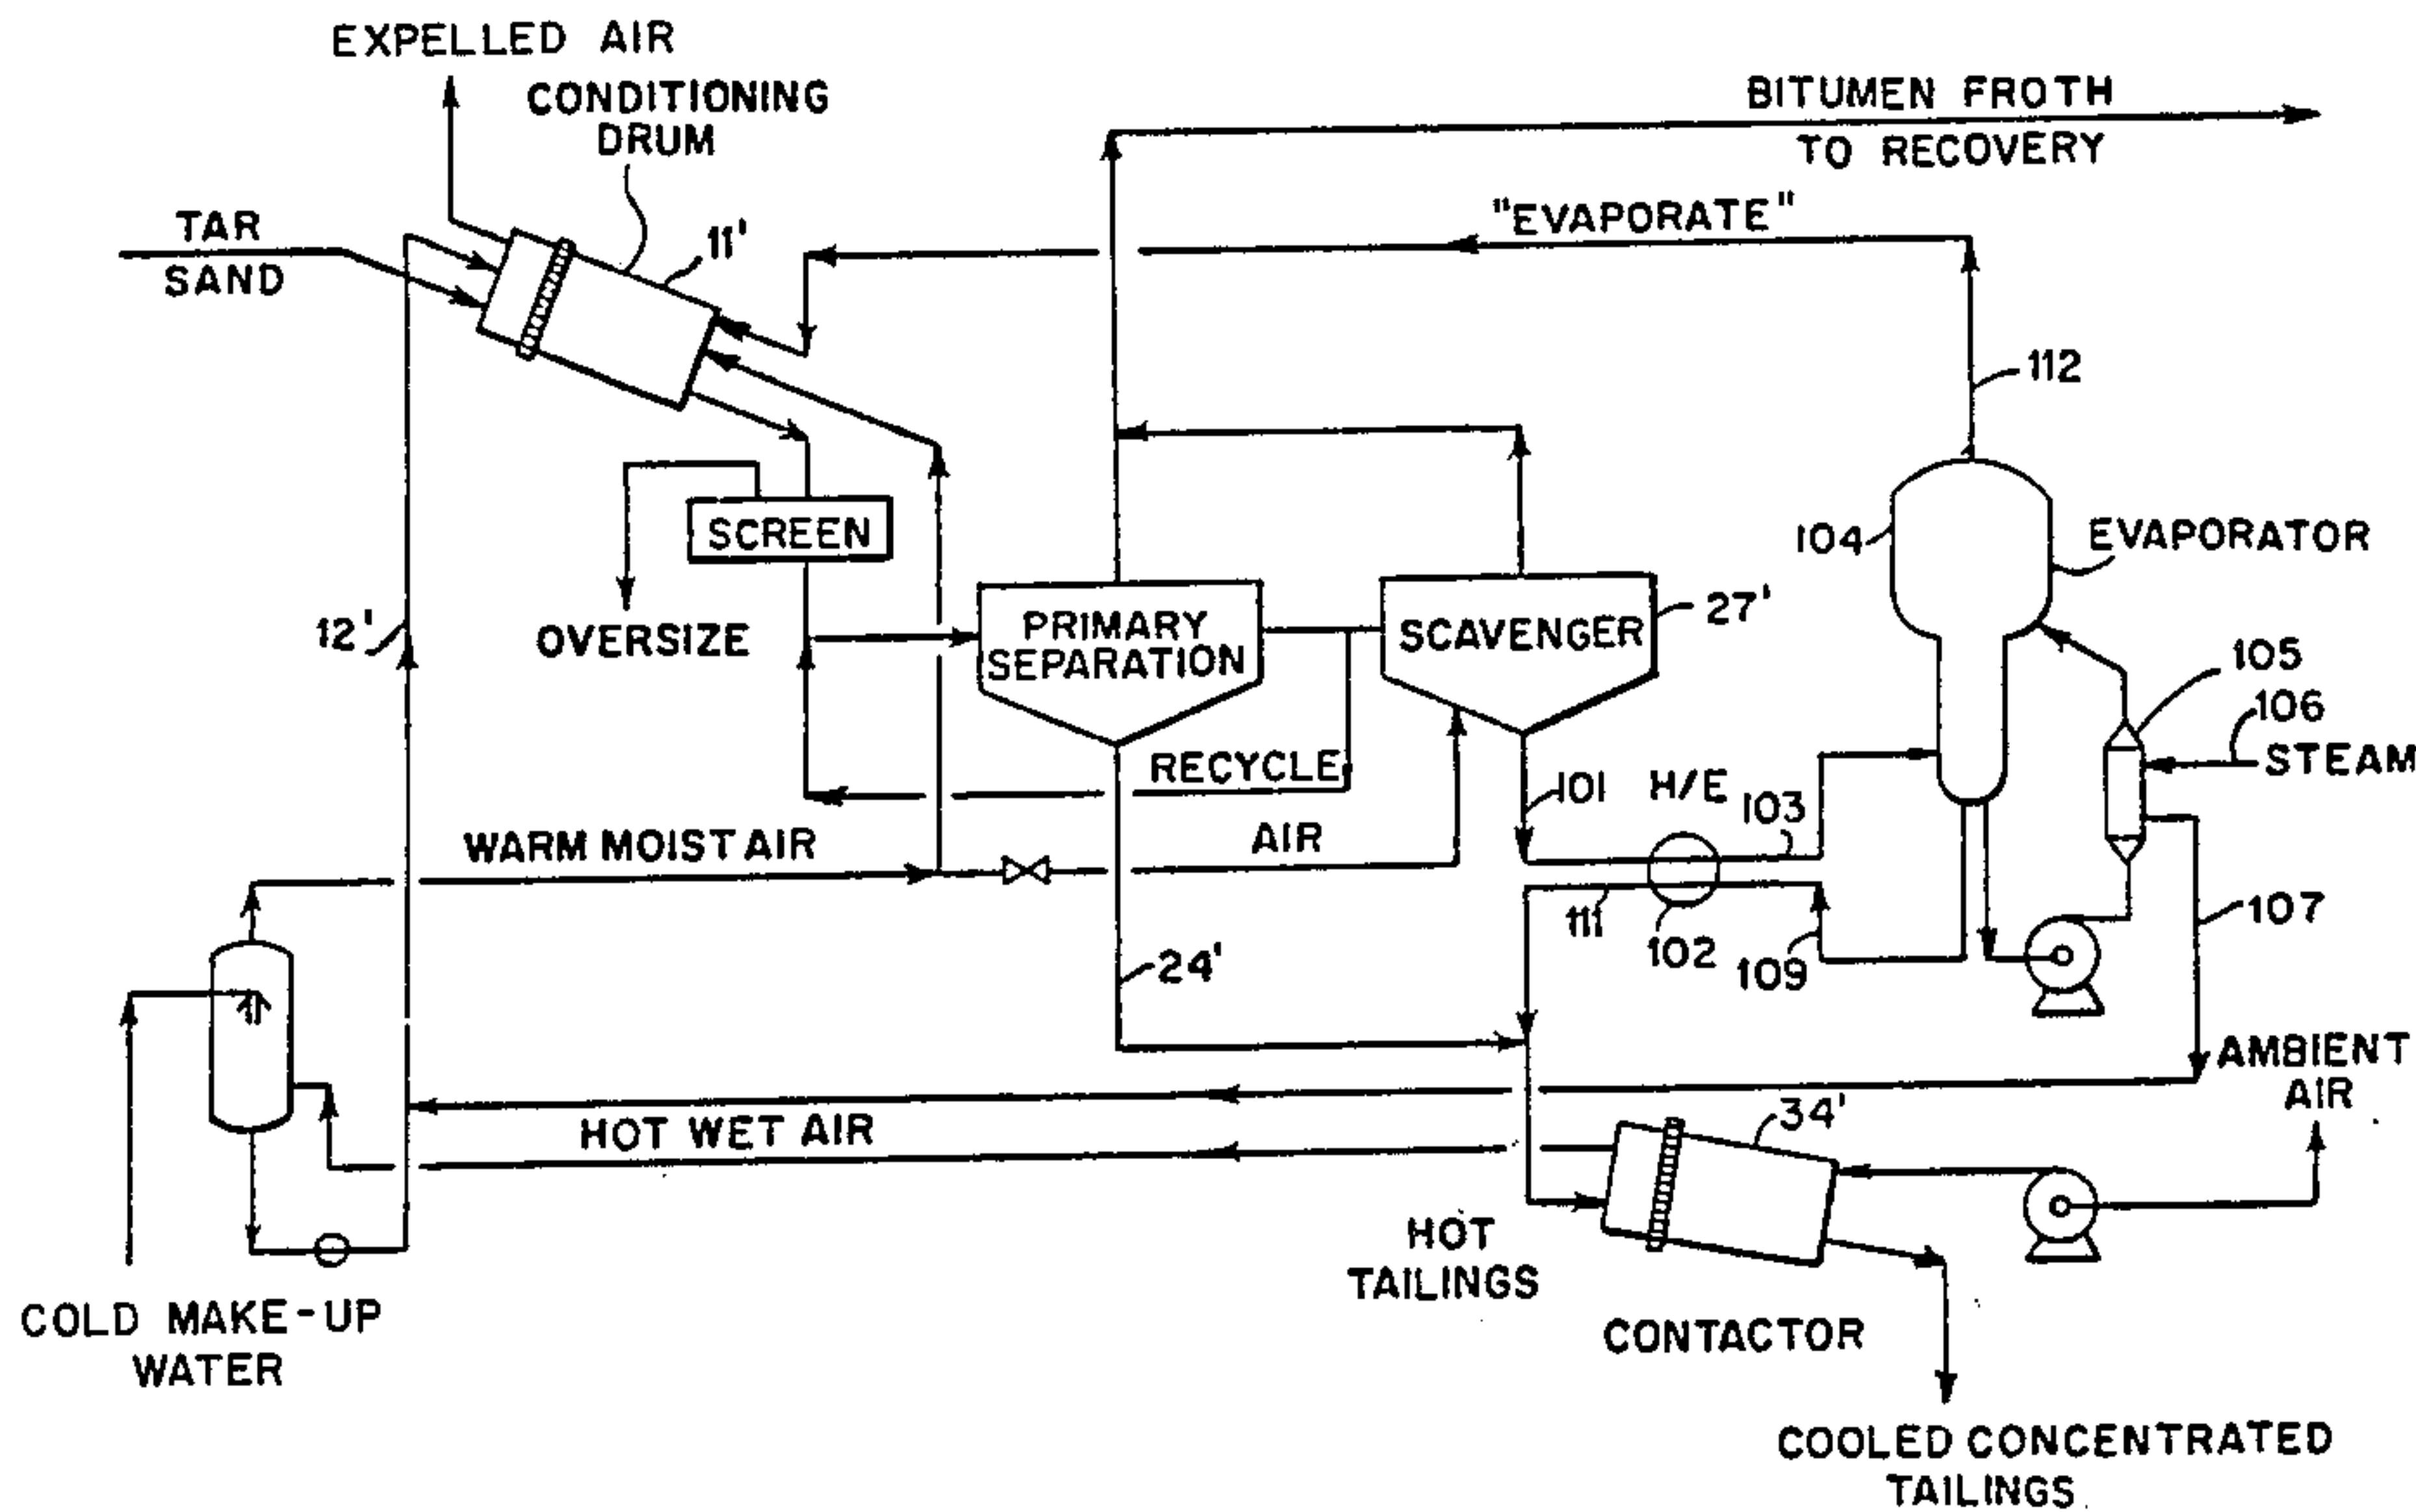 EXPELLED AIR
CONDITIONING
DRUM
BITUMEN FROTH
TO RECOVERY
"EVAPORATE"
TAR
SAND
11'
112
SCREEN
104
EVAPORATOR
OVERSIZE
12'
PRIMARY
SEPARATION
SCAVENGER
27'
105
106
STEAM
RECYCLE
101
H/E
103
WARM MOIST AIR
AIR
111
102
109
107
24'
AMBIENT
AIR
HOT WET AIR
34'
HOT
TAILINGS
COLD MAKE-UP
WATER
CONTACTOR
COOLED CONCENTRATED
TAILINGS